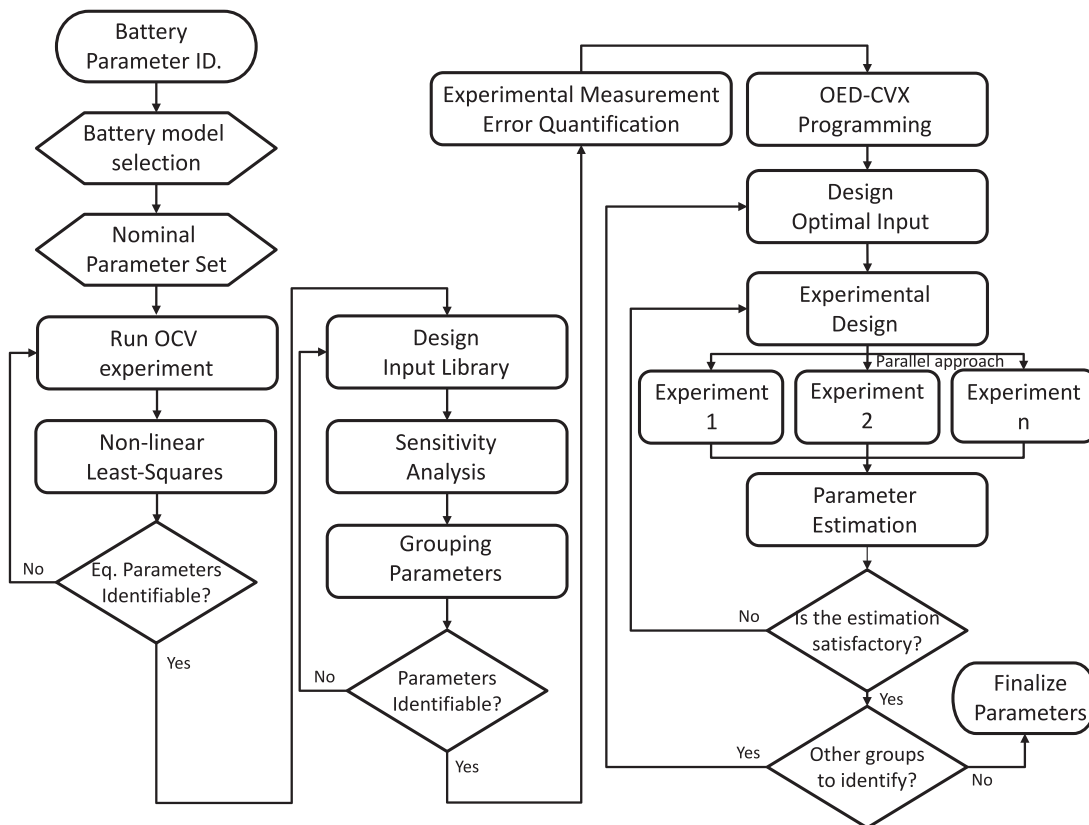 Battery
Parameter ID.
Battery model
selection
Nominal
Parameter Set
Run OCV
experiment
Non-linear
Least-Squares
Eq. Parameters
Identifiable?
No
Yes
Design
Input Library
Sensitivity
Analysis
Grouping
Parameters
Parameters
Identifiable?
No
Yes
Experimental Measurement
Error Quantification
OED-CVX
Programming
Design
Optimal Input
Experimental
Design
Parallel approach
Experiment
1
Experiment
2
Experiment
n
Parameter
Estimation
Is the estimation
satisfactory?
No
Yes
Other groups
to identify?
Yes
No
Finalize
Parameters